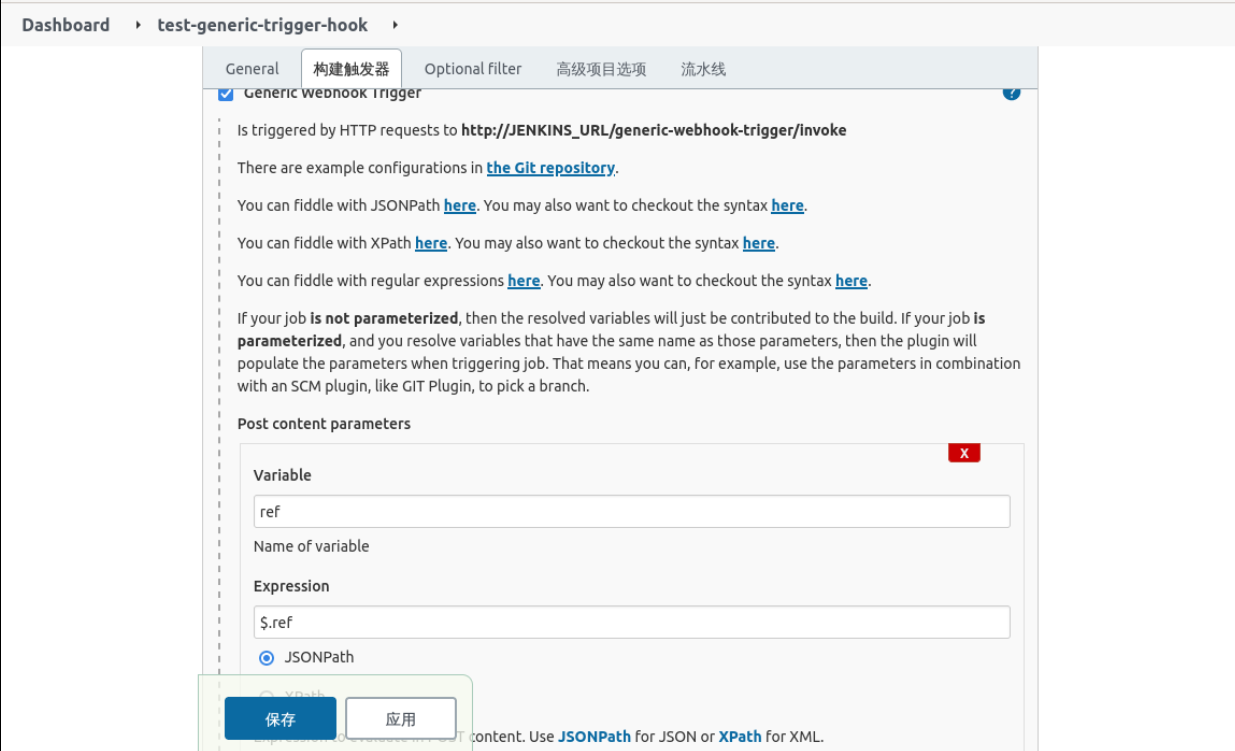 Dashboard test-generic-trigger-hook
General 构建触发器 Optional filter 高级项目选项 流水线
Generic Webhook Trigger ?
Is triggered by HTTP requests to http://JENKINS_URL/generic-webhook-trigger/invoke
There are example configurations in the Git repository.
You can fiddle with JSONPath here. You may also want to checkout the syntax here.
You can fiddle with XPath here. You may also want to checkout the syntax here.
You can fiddle with regular expressions here. You may also want to checkout the syntax here.
If your job is not parameterized, then the resolved variables will just be contributed to the build. If your job is
parameterized, and you resolve variables that have the same name as those parameters, then the plugin will
populate the parameters when triggering job. That means you can, for example, use the parameters in combination
with an SCM plugin, like GIT Plugin, to pick a branch.
Post content parameters
X
Variable
ref
Name of variable
Expression
$.ref
JSONPath
XPath
保存 应用
Expression to evaluate in POST content. Use JSONPath for JSON or XPath for XML.